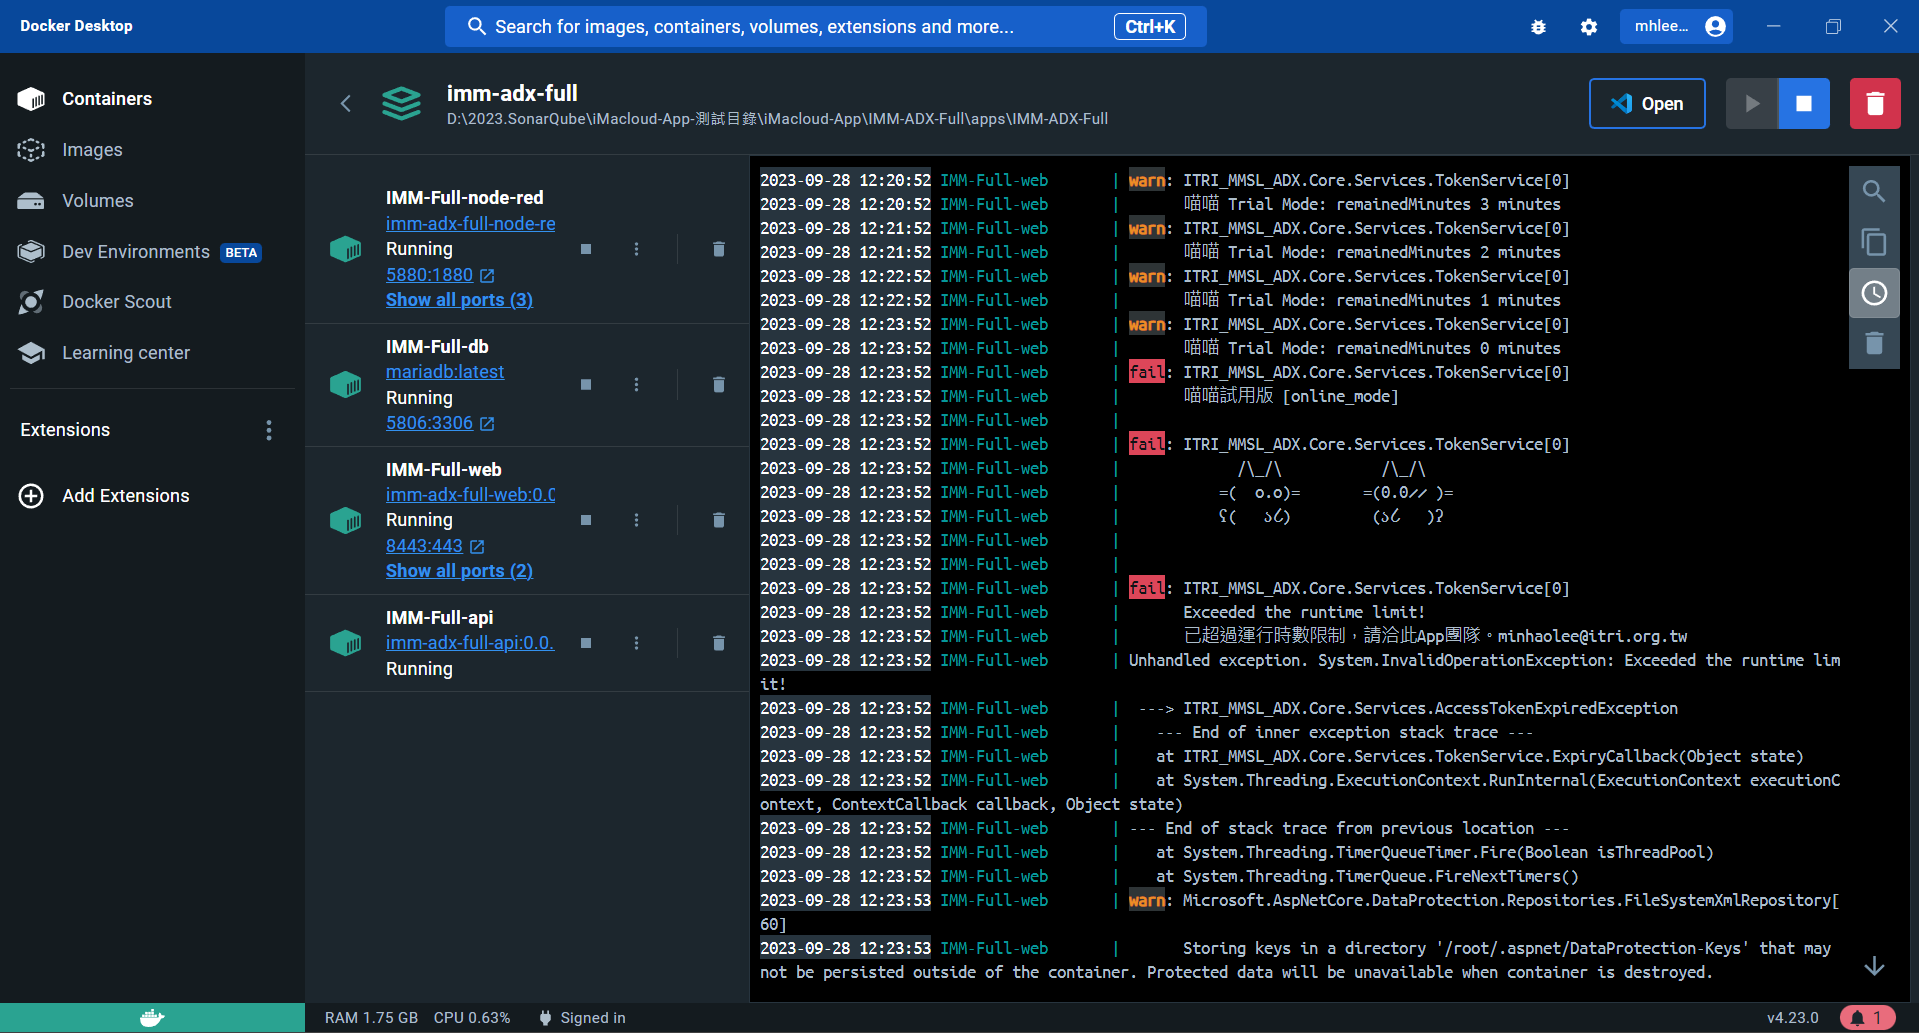 Docker Desktop
Search for images, containers, volumes, extensions and more...
Ctrl+K
mhlee...
Containers
Images
Volumes
Dev Environments BETA
Docker Scout
Learning center
Extensions
Add Extensions
imm-adx-full
D:\2023.SonarQube\iMacloud-App-測試目錄\iMacloud-App\IMM-ADX-Full\apps\IMM-ADX-Full
Open
IMM-Full-node-red
imm-adx-full-node-re
Running
5880:1880
Show all ports (3)
IMM-Full-db
mariadb:latest
Running
5806:3306
IMM-Full-web
imm-adx-full-web:0.0
Running
8443:443
Show all ports (2)
IMM-Full-api
imm-adx-full-api:0.0.
Running
2023-09-28 12:20:52 IMM-Full-web | warn: ITRI_MMSL_ADX.Core.Services.TokenService[0]
2023-09-28 12:20:52 IMM-Full-web | 喵喵 Trial Mode: remainedMinutes 3 minutes
2023-09-28 12:21:52 IMM-Full-web | warn: ITRI_MMSL_ADX.Core.Services.TokenService[0]
2023-09-28 12:21:52 IMM-Full-web | 喵喵 Trial Mode: remainedMinutes 2 minutes
2023-09-28 12:22:52 IMM-Full-web | warn: ITRI_MMSL_ADX.Core.Services.TokenService[0]
2023-09-28 12:22:52 IMM-Full-web | 喵喵 Trial Mode: remainedMinutes 1 minutes
2023-09-28 12:23:52 IMM-Full-web | warn: ITRI_MMSL_ADX.Core.Services.TokenService[0]
2023-09-28 12:23:52 IMM-Full-web | 喵喵 Trial Mode: remainedMinutes 0 minutes
2023-09-28 12:23:52 IMM-Full-web | fail: ITRI_MMSL_ADX.Core.Services.TokenService[0]
2023-09-28 12:23:52 IMM-Full-web | 喵喵試用版 [online_mode]
2023-09-28 12:23:52 IMM-Full-web |
2023-09-28 12:23:52 IMM-Full-web | fail: ITRI_MMSL_ADX.Core.Services.TokenService[0]
2023-09-28 12:23:52 IMM-Full-web | /\_/\ /\_/\
2023-09-28 12:23:52 IMM-Full-web | =( o.o)= =(0.0// )=
2023-09-28 12:23:52 IMM-Full-web |
2023-09-28 12:23:52 IMM-Full-web |
2023-09-28 12:23:52 IMM-Full-web |
2023-09-28 12:23:52 IMM-Full-web | fail: ITRI_MMSL_ADX.Core.Services.TokenService[0]
2023-09-28 12:23:52 IMM-Full-web | Exceeded the runtime limit!
2023-09-28 12:23:52 IMM-Full-web | 已超過運行時數限制，請洽此App團隊。minhaolee@itri.org.tw
2023-09-28 12:23:52 IMM-Full-web | Unhandled exception. System.InvalidOperationException: Exceeded the runtime lim
it!
2023-09-28 12:23:52 IMM-Full-web | ---> ITRI_MMSL_ADX.Core.Services.AccessTokenExpiredException
2023-09-28 12:23:52 IMM-Full-web | --- End of inner exception stack trace ---
2023-09-28 12:23:52 IMM-Full-web | at ITRI_MMSL_ADX.Core.Services.TokenService.ExpiryCallback(Object state)
2023-09-28 12:23:52 IMM-Full-web | at System.Threading.ExecutionContext.RunInternal(ExecutionContext executionC
ontext, ContextCallback callback, Object state)
2023-09-28 12:23:52 IMM-Full-web | --- End of stack trace from previous location ---
2023-09-28 12:23:52 IMM-Full-web | at System.Threading.TimerQueueTimer.Fire(Boolean isThreadPool)
2023-09-28 12:23:52 IMM-Full-web | at System.Threading.TimerQueue.FireNextTimers()
2023-09-28 12:23:53 IMM-Full-web | warn: Microsoft.AspNetCore.DataProtection.Repositories.FileSystemXmlRepository[
60]
2023-09-28 12:23:53 IMM-Full-web | Storing keys in a directory '/root/.aspnet/DataProtection-Keys' that may
not be persisted outside of the container. Protected data will be unavailable when container is destroyed.
RAM 1.75 GB CPU 0.63% Signed in
v4.23.0
1